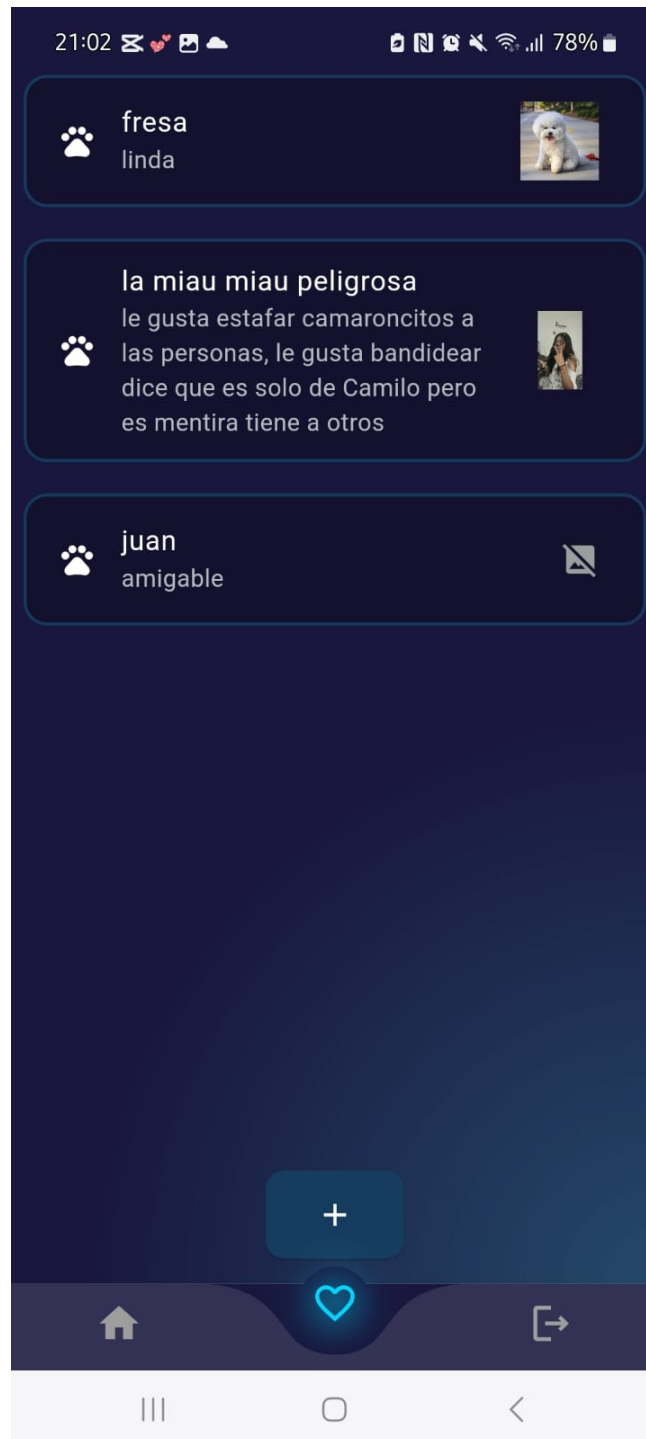 21:02
78%
fresa
linda
la miau miau peligrosa
le gusta estafar camaroncitos a
las personas, le gusta bandidear
dice que es solo de Camilo pero
es mentira tiene a otros
juan
amigable
+